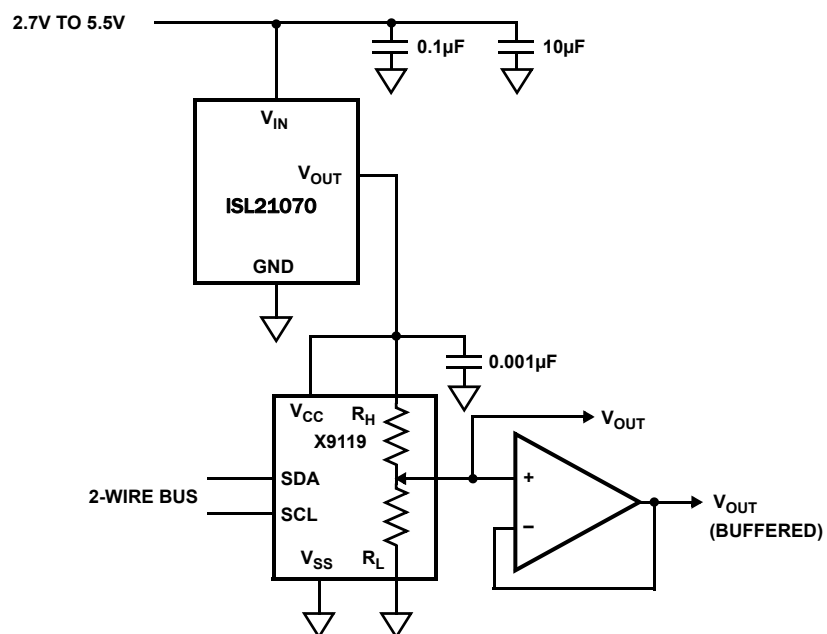 2.7V TO 5.5V
0.1µF
10µF
VIN
VOUT
ISL21070
GND
0.001µF
VCC
RH
X9119
VOUT
SDA
+
2-WIRE BUS
SCL
−
VOUT
(BUFFERED)
VSS
RL